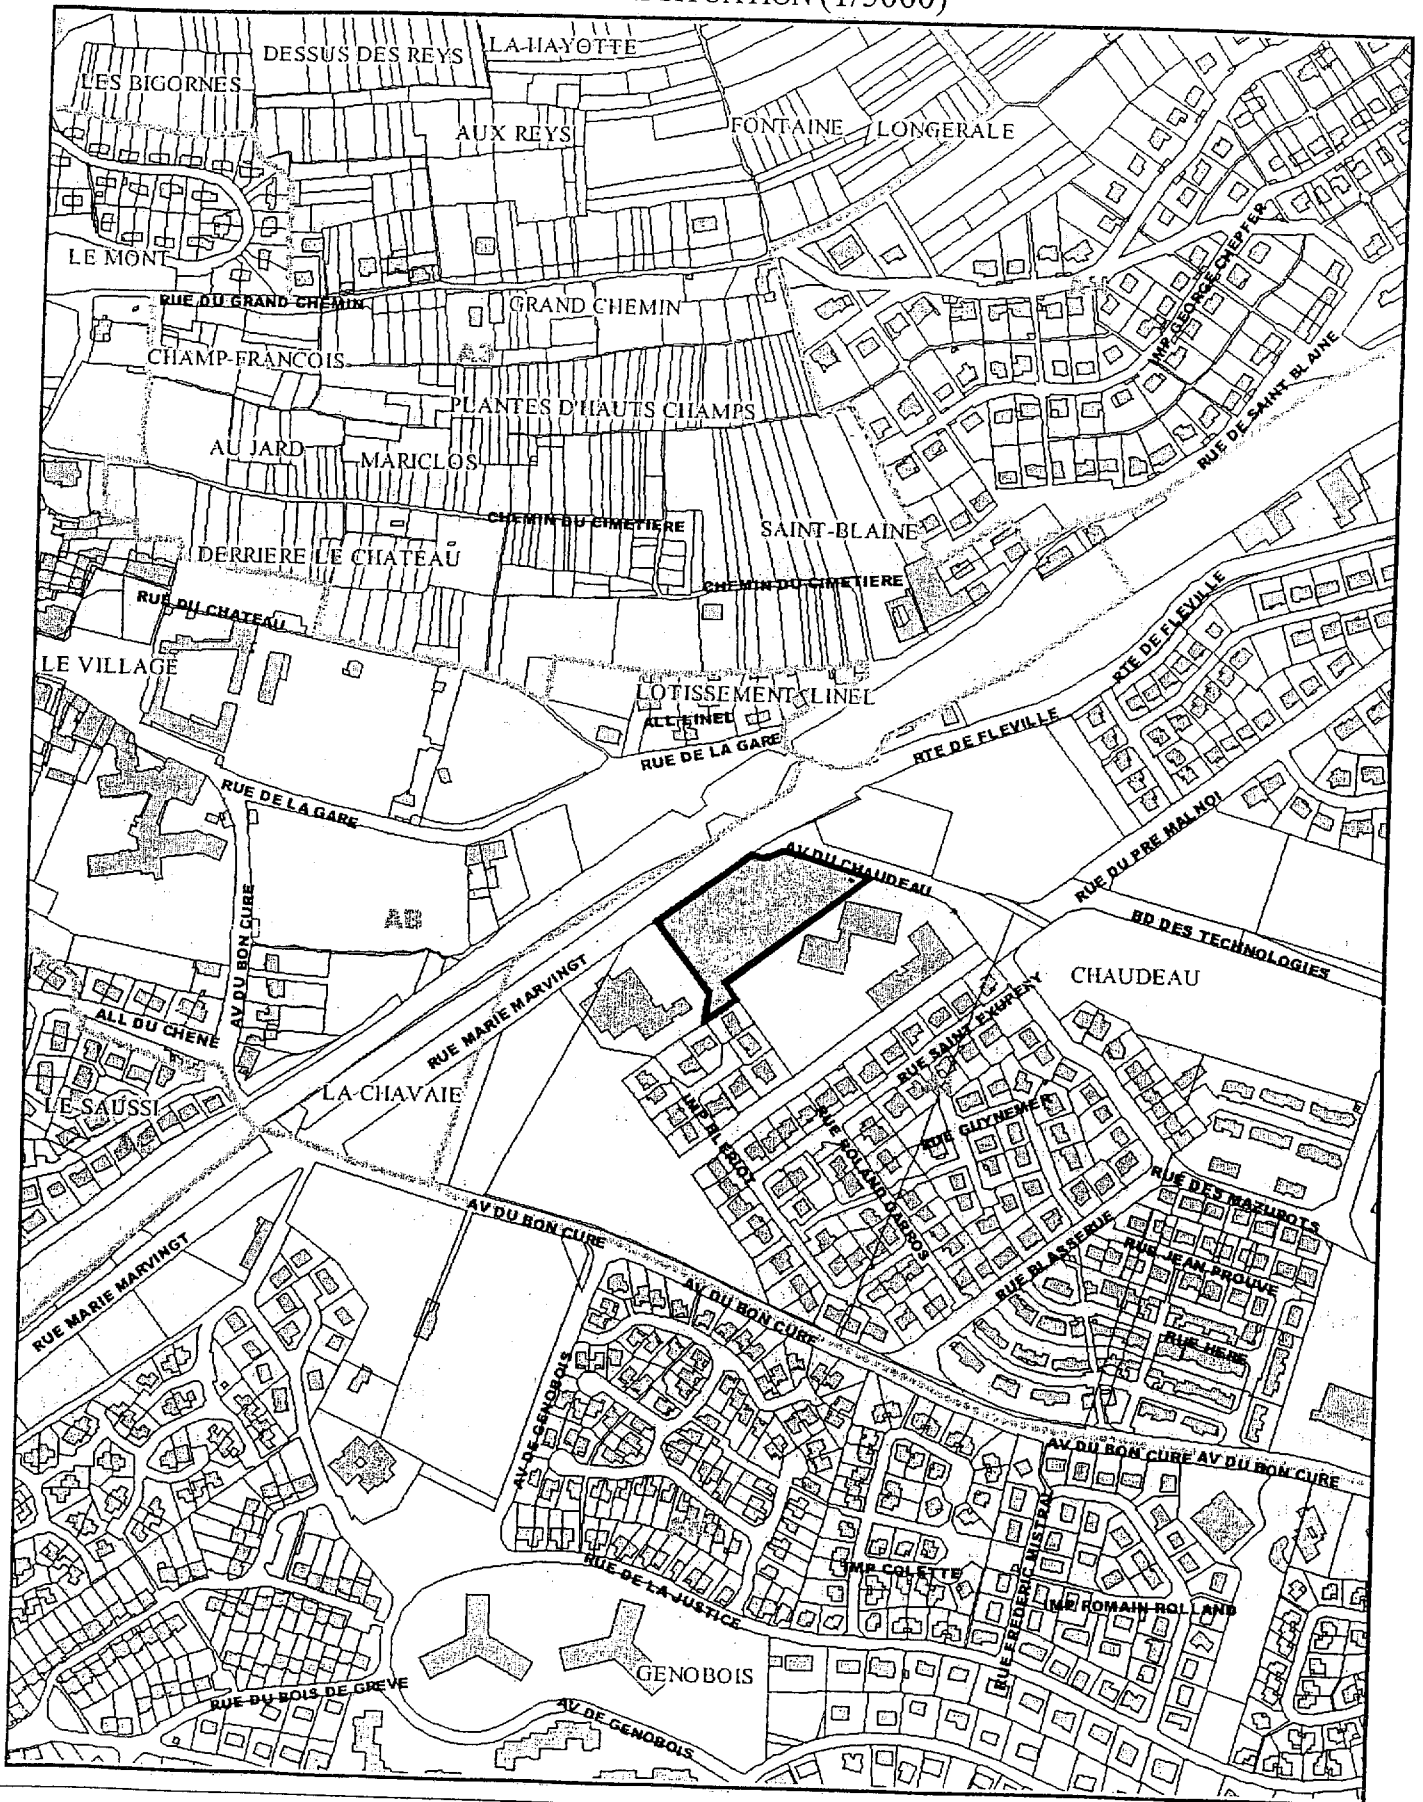 SITUATION (1/5000)
DESSUS DES REYS
LA HAYOTTE
LES BIGORNES
AUX REYS
FONTAINE LONGERALE
LE MONT
RUE DU GRAND CHEMIN
GRAND CHEMIN
IMP GEORGE CHEPFER
CHAMP-FRANCOIS
RUE DE SAINT BLAINE
PLANTES D'HAUTS CHAMPS
AU JARD
MARICLOS
CHEMIN DU CIMETIERE
SAINT-BLAINE
DERRIERE LE CHATEAU
CHEMIN DU CIMETIERE
RUE DU CHATEAU
RTE DE FLEVILLE
LE VILLAGE
LOTISSEMENT LINEL
ALL LINEL
RTE DE FLEVILLE
RUE DE LA GARE
RUE DE LA GARE
RUE DU PRE MALNOI
AV DU CHAUDEAU
AB
AV DU BON CURE
BD DES TECHNOLOGIES
CHAUDEAU
RUE MARIE MARVINGT
ALL DU CHENE
RUE SAINT EXUPERY
LA CHAVAIE
LE SAUSSI
IMP BLERIOT
RUE GUYNEMER
RUE ROLAND GAROS
RUE DES MAZUROTS
AV DU BON CURE
RUE BLASSERUE
RUE JEAN PROUVE
RUE MARIE MARVINGT
AV DU BON CURE
RUE HERE
AV DE GENOBOIS
AV DU BON CURE AV DU BON CURE
RUE FREDERIC MISTRAL
RUE DE LA JUSTICE
IMP COLETTE
IMP ROMAIN ROLLAND
GENOBOIS
RUE DU BOIS DE GREVE
AV DE GENOBOIS